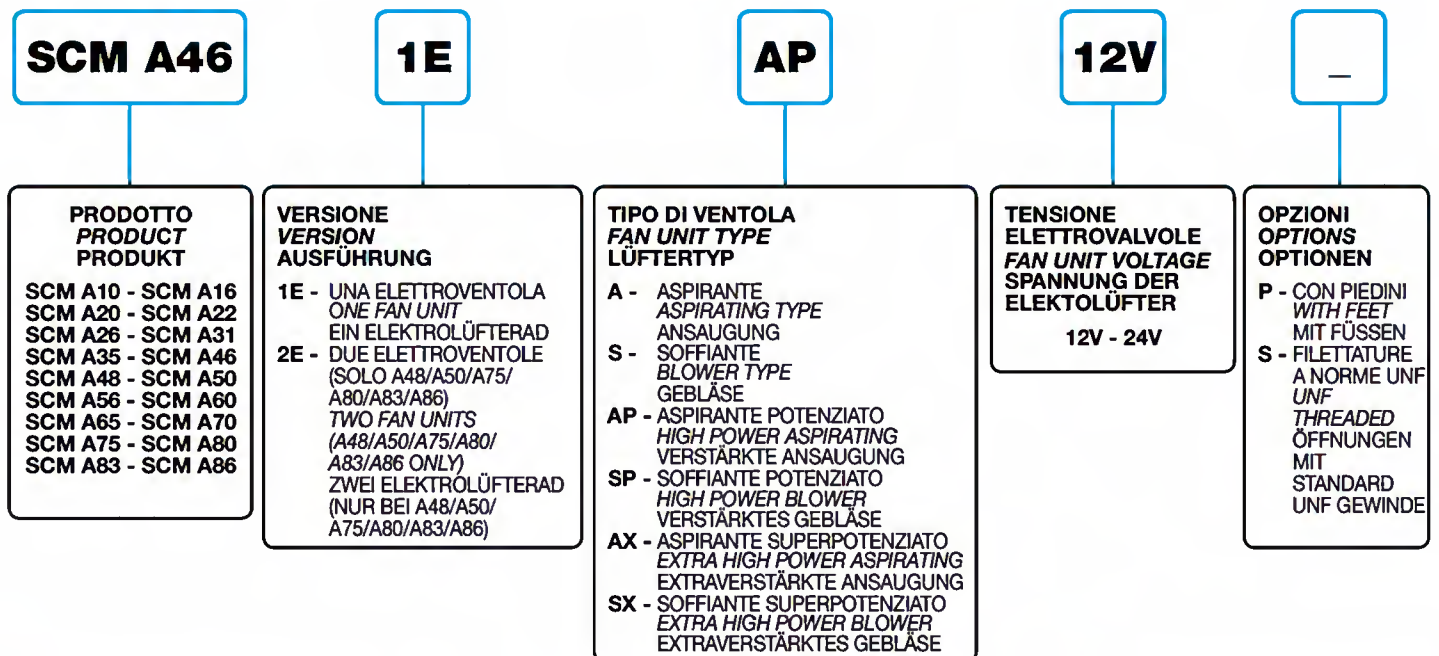 SCM A46
1E
AP
12V
_
PRODOTTO
PRODUCT
PRODUKT
SCM A10 - SCM A16
SCM A20 - SCM A22
SCM A26 - SCM A31
SCM A35 - SCM A46
SCM A48 - SCM A50
SCM A56 - SCM A60
SCM A65 - SCM A70
SCM A75 - SCM A80
SCM A83 - SCM A86
VERSIONE
VERSION
AUSFÜHRUNG
1E - UNA ELETTROVENTOLA
ONE FAN UNIT
EIN ELEKTROLÜFTERAD
2E - DUE ELETTROVENTOLE
(SOLO A48/A50/A75/
A80/A83/A86)
TWO FAN UNITS
(A48/A50/A75/A80/
A83/A86 ONLY)
ZWEI ELEKTROLÜFTERAD
(NUR BEI A48/A50/
A75/A80/A83/A86)
TIPO DI VENTOLA
FAN UNIT TYPE
LÜFTERTYP
A - ASPIRANTE
ASPIRATING TYPE
ANSAUGUNG
S - SOFFIANTE
BLOWER TYPE
GEBLÄSE
AP - ASPIRANTE POTENZIATO
HIGH POWER ASPIRATING
VERSTÄRKTE ANSAUGUNG
SP - SOFFIANTE POTENZIATO
HIGH POWER BLOWER
VERSTÄRKTES GEBLÄSE
AX - ASPIRANTE SUPERPOTENZIATO
EXTRA HIGH POWER ASPIRATING
EXTRAVERSTÄRKTE ANSAUGUNG
SX - SOFFIANTE SUPERPOTENZIATO
EXTRA HIGH POWER BLOWER
EXTRAVERSTÄRKTES GEBLÄSE
TENSIONE
ELETTROVALVOLE
FAN UNIT VOLTAGE
SPANNUNG DER
ELEKTOLÜFTER
12V - 24V
OPZIONI
OPTIONS
OPTIONEN
P - CON PIEDINI
WITH FEET
MIT FÜSSEN
S - FILETTATURE
A NORME UNF
UNF
THREADED
ÖFFNUNGEN
MIT
STANDARD
UNF GEWINDE